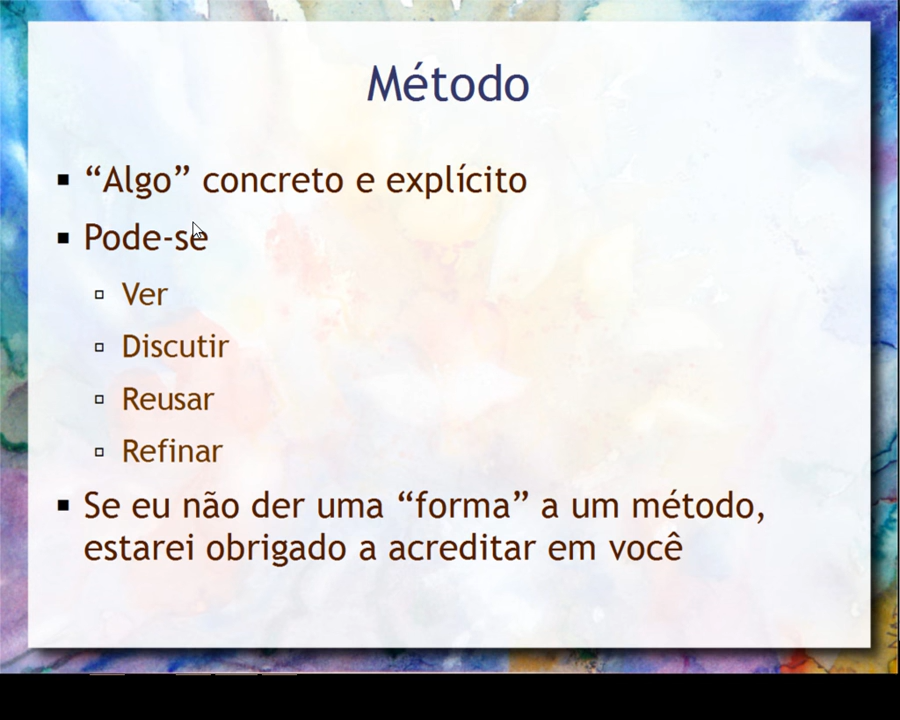 Método
“Algo” concreto e explícito
Pode-se
Ver
Discutir
Reusar
Refinar
Se eu não der uma “forma” a um método,
estarei obrigado a acreditar em você